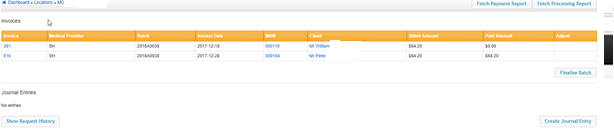 Dashboard » Locations » MC
Fetch Payment Report Fetch Processing Report
Invoices
Invoice Medical Provider Batch Invoice Date MRN Client Billed Amount Paid Amount Adjust
361 SH 2018A0038 2017-12-18 000119 Mr William $64.20 $0.00
616 SH 2018A0038 2017-12-28 000104 Mr Peter $64.20 $64.20
Finalise Batch
Journal Entries
No entries
Show Request History Create Journal Entry